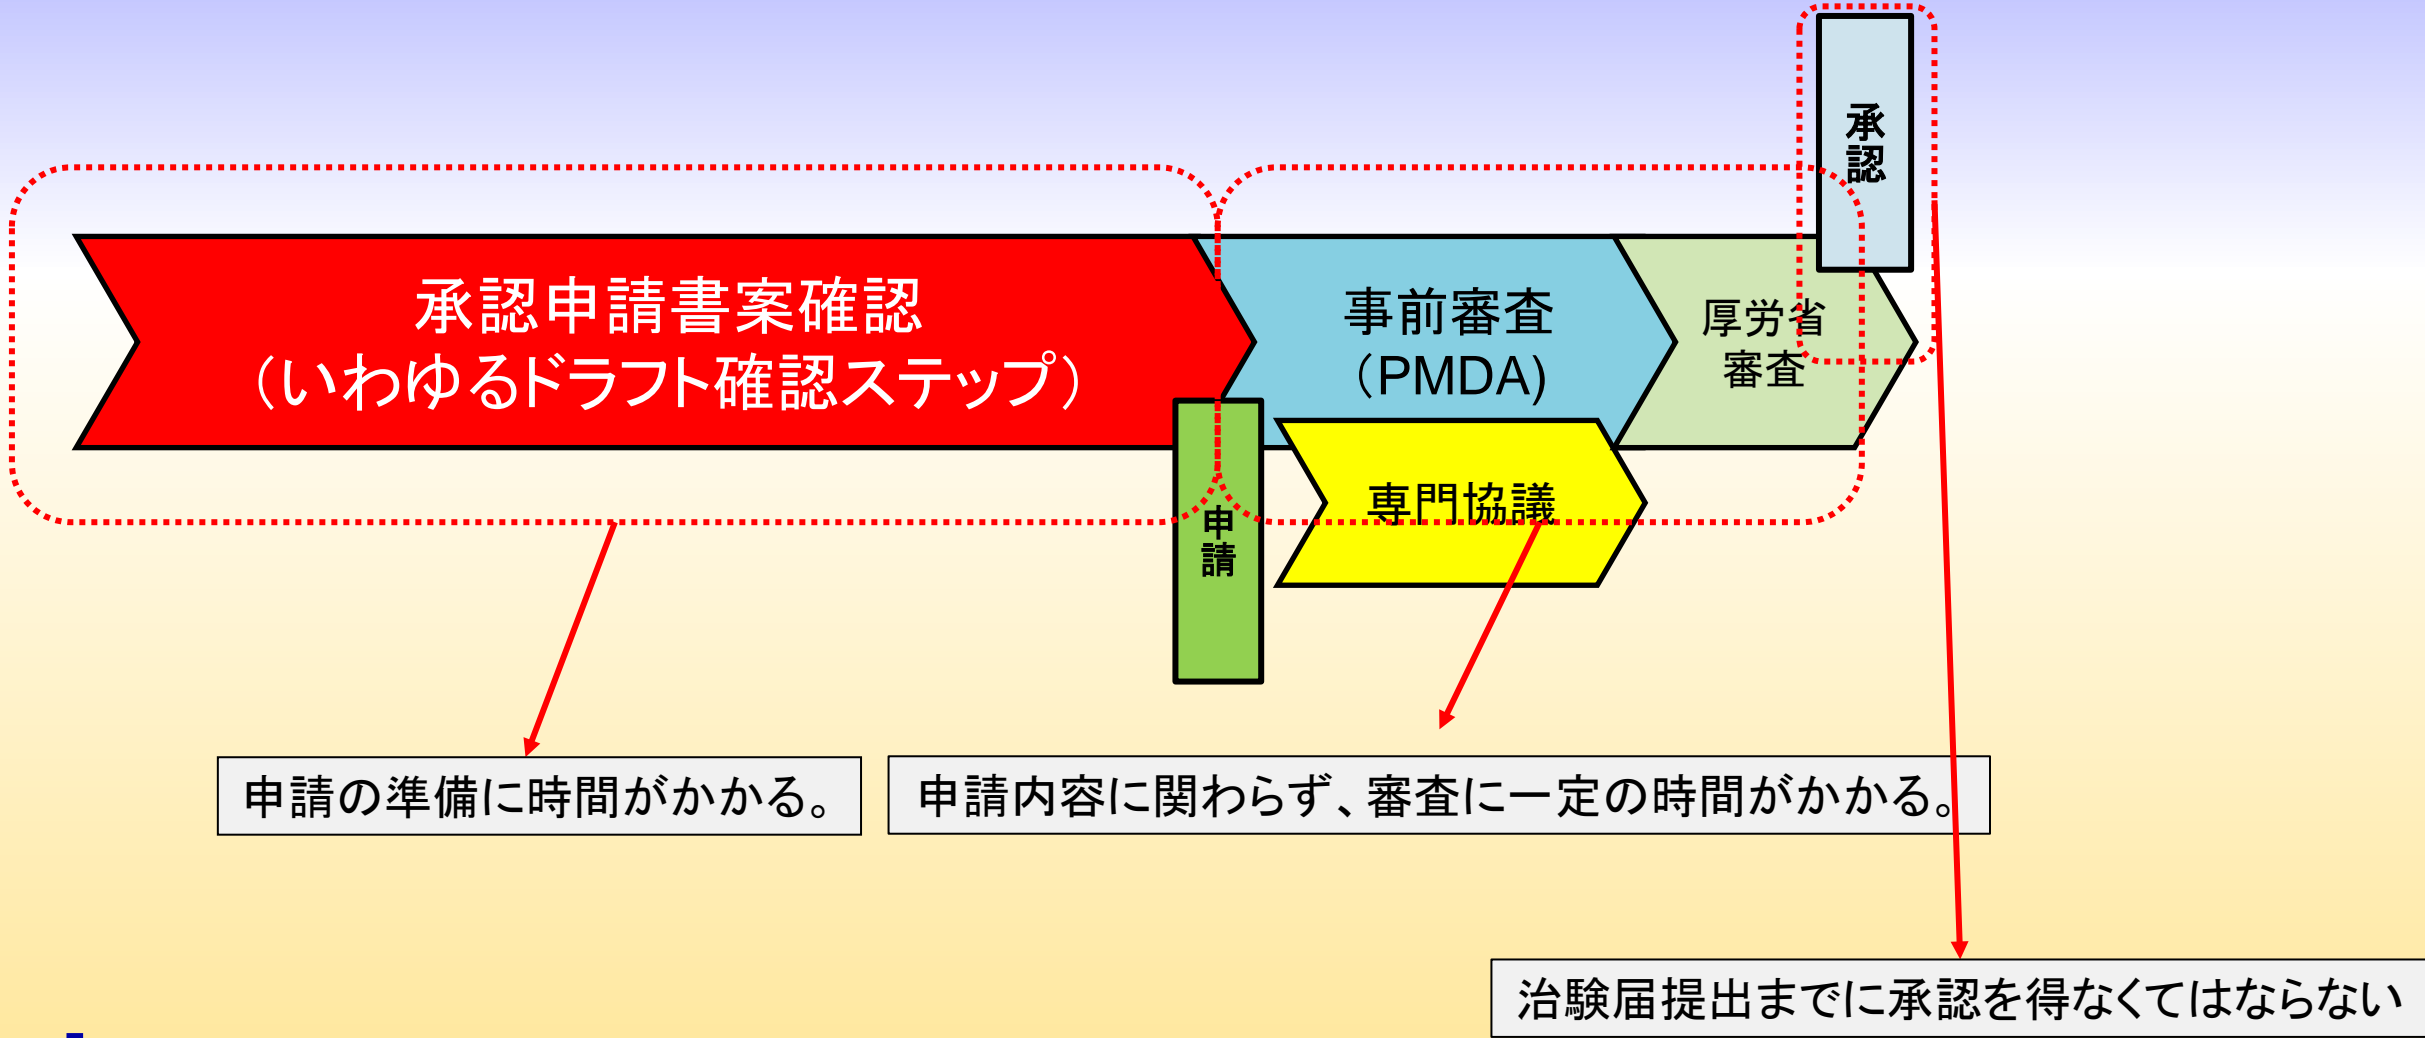 承認
承認申請書案確認
（いわゆるドラフト確認ステップ）
事前審査
（PMDA)
厚労省
審査
申請
専門協議
申請の準備に時間がかかる。
申請内容に関わらず、審査に一定の時間がかかる。
治験届提出までに承認を得なくてはならない